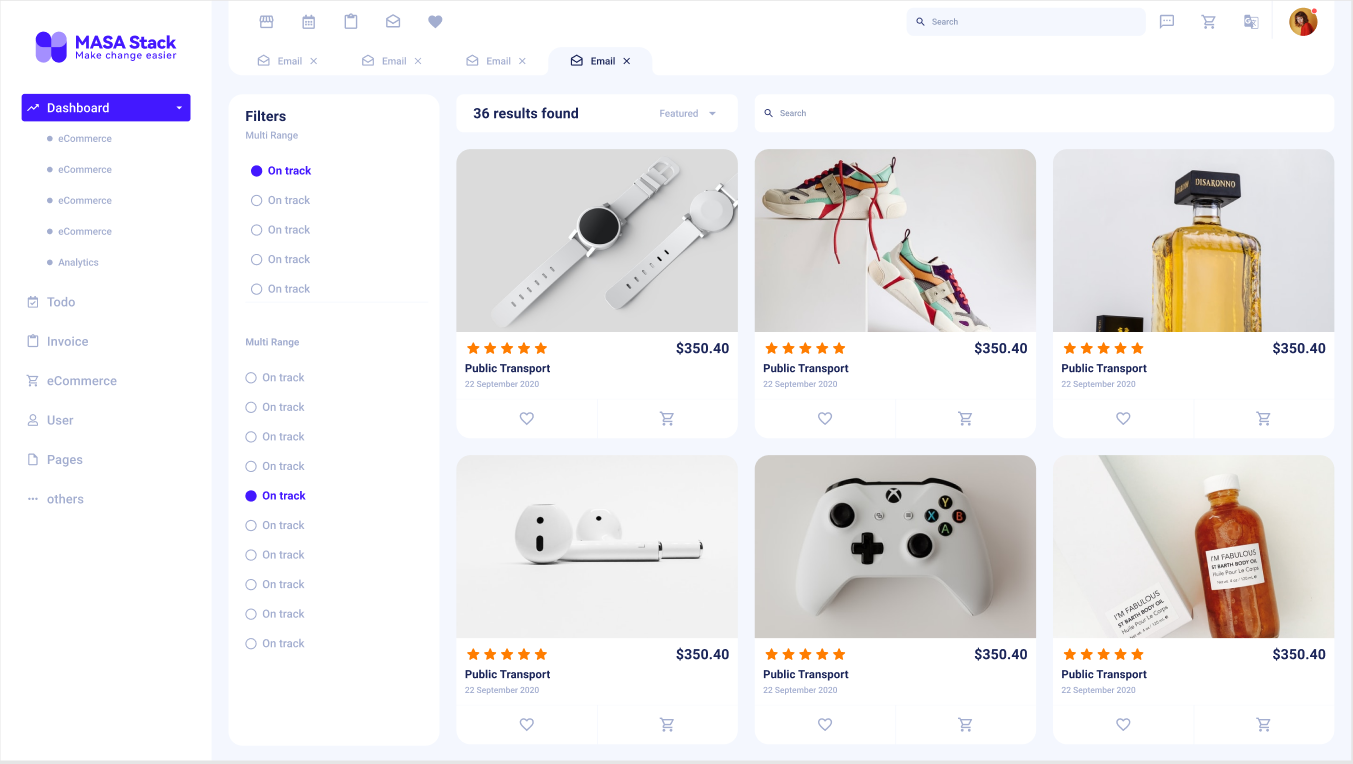 MASA Stack
Make change easier
Dashboard
eCommerce
eCommerce
eCommerce
eCommerce
Analytics
Todo
Invoice
eCommerce
User
Pages
others
Search
Email
Email
Email
Email
Filters
Multi Range
On track
On track
On track
On track
On track
Multi Range
On track
On track
On track
On track
On track
On track
On track
On track
On track
On track
36 results found
Featured
Search
DISARONNO
$350.40
Public Transport
22 September 2020
$350.40
Public Transport
22 September 2020
$350.40
Public Transport
22 September 2020
Y
X
B
A
I'M FABULOUS
ST BARTH BODY OIL
Huile Pour Le Corps
I'M FABULOUS
ST BARTH BODY OIL
Huile Pour Le Corps
$350.40
Public Transport
22 September 2020
$350.40
Public Transport
22 September 2020
$350.40
Public Transport
22 September 2020